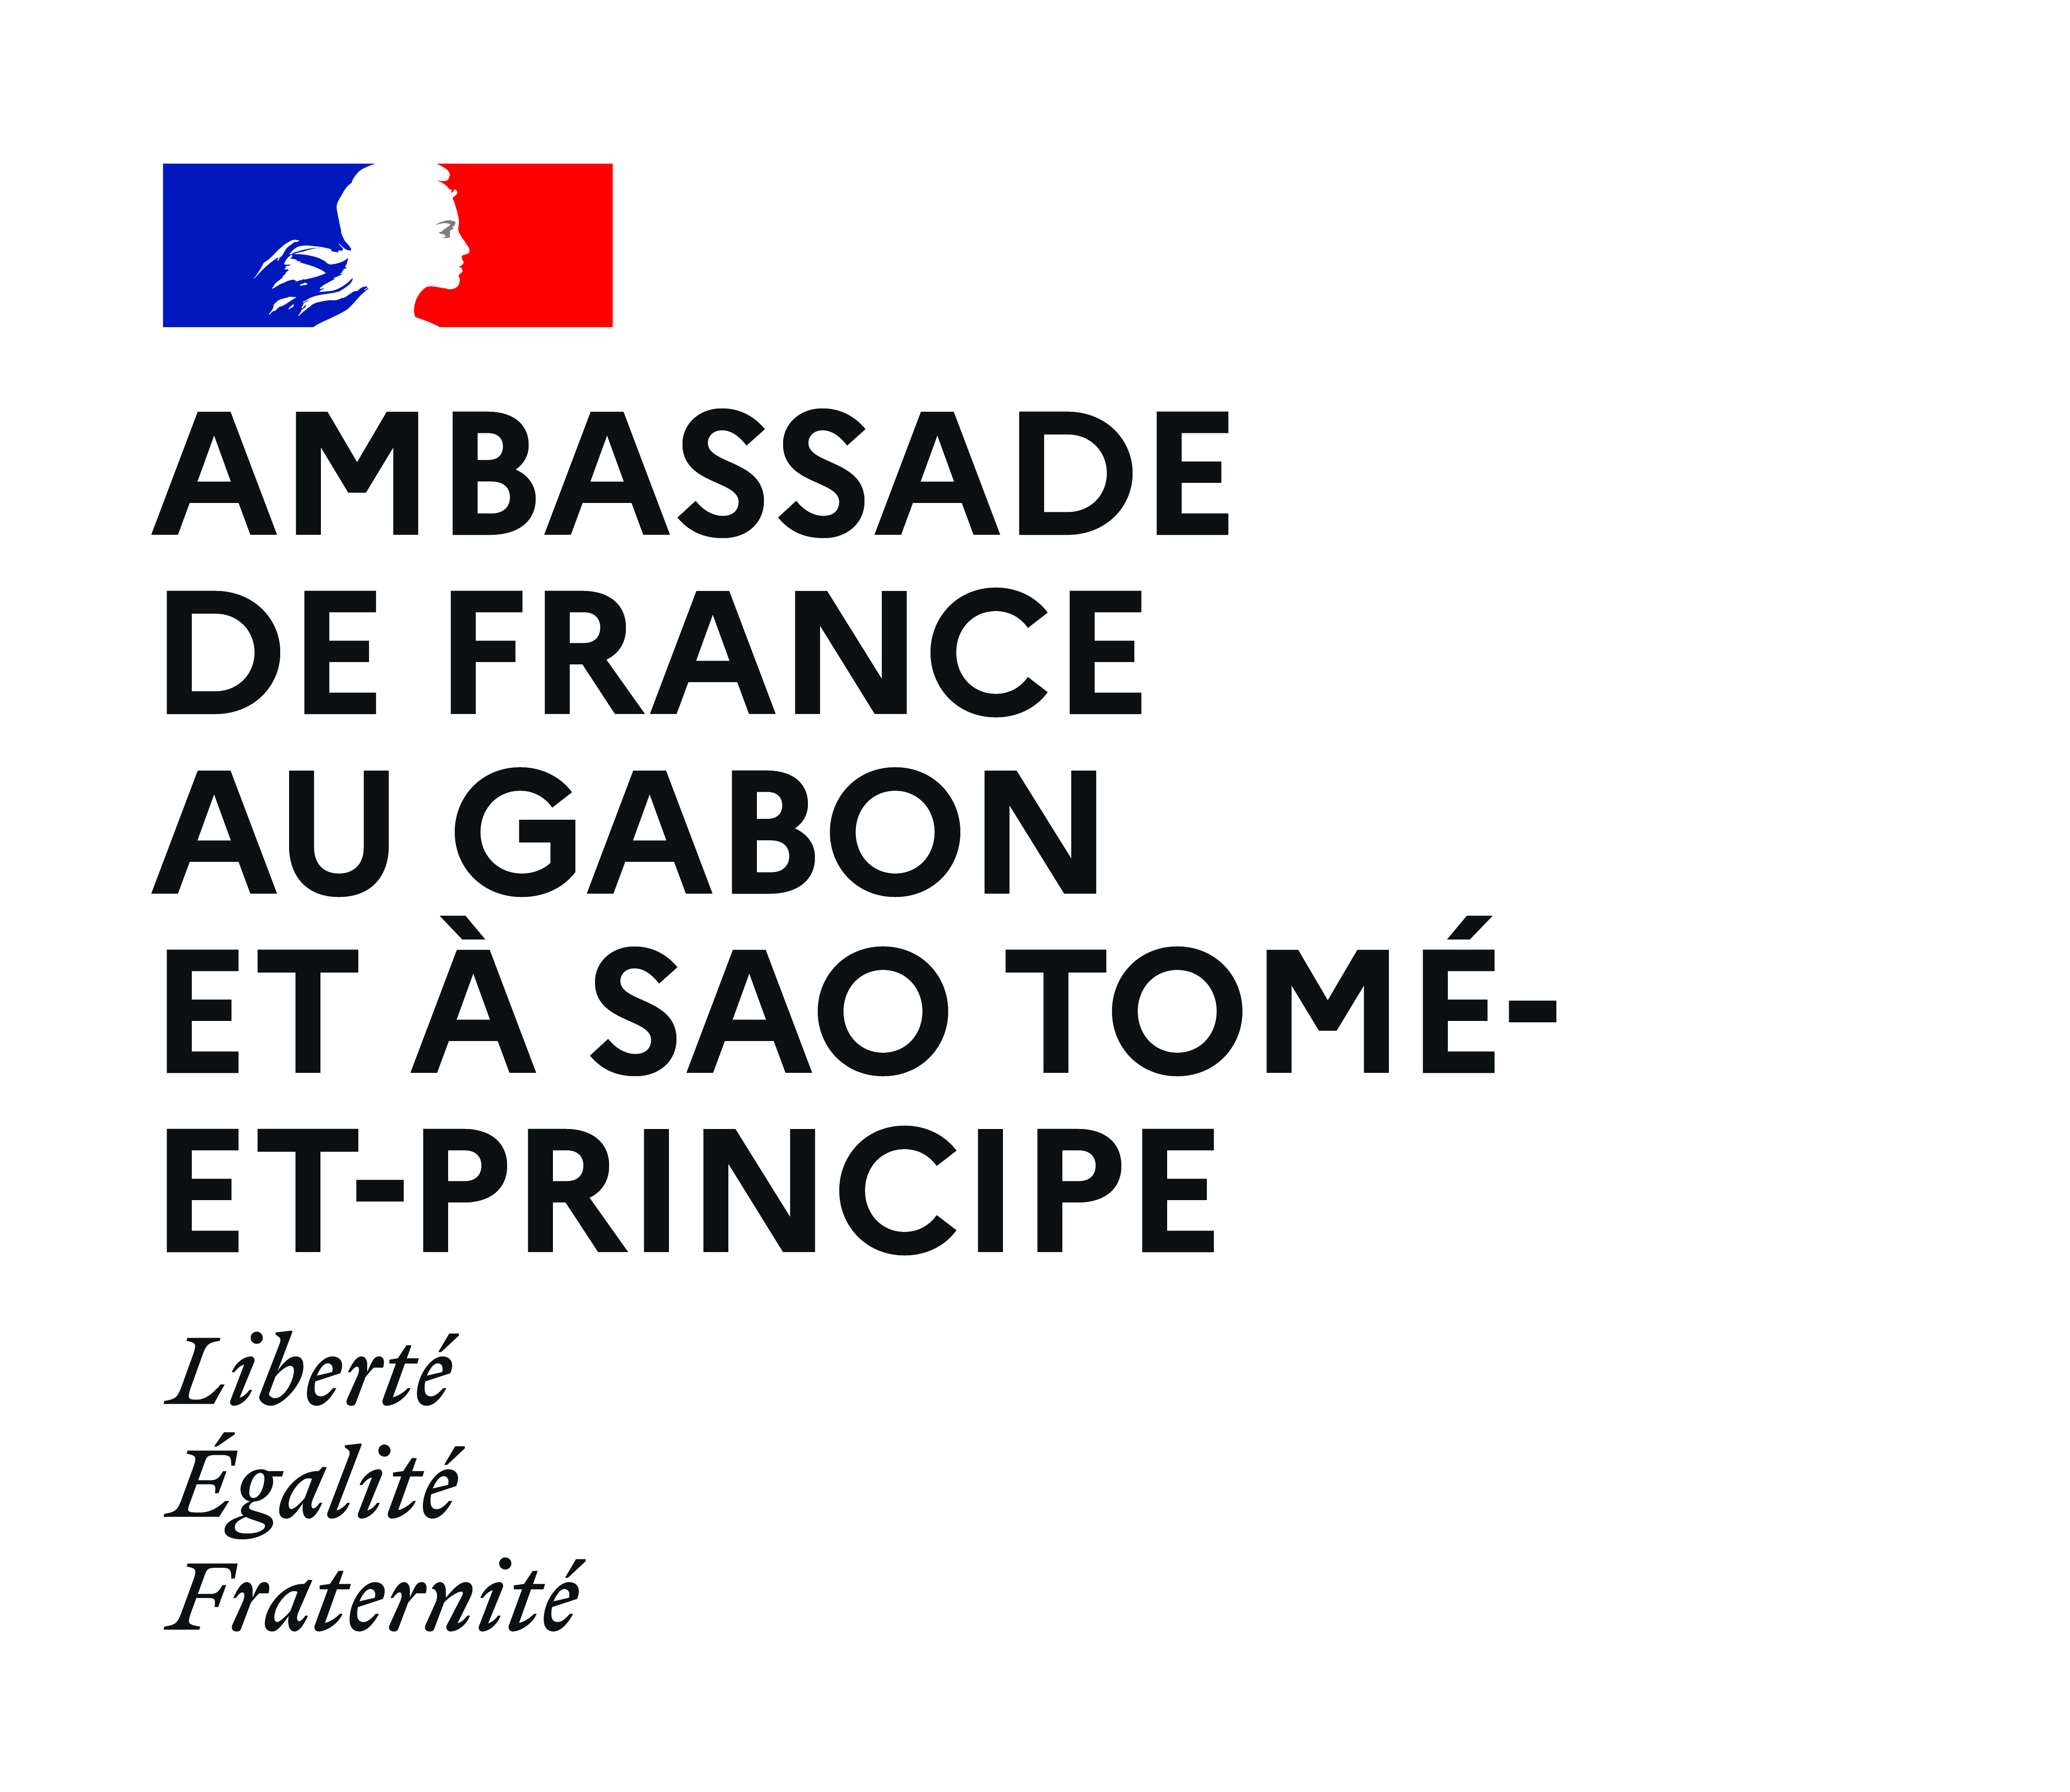 AMBASSADE
DE FRANCE
AU GABON
ET À SAO TOMÉ-
ET-PRINCIPE
Liberté
Égalité
Fraternité